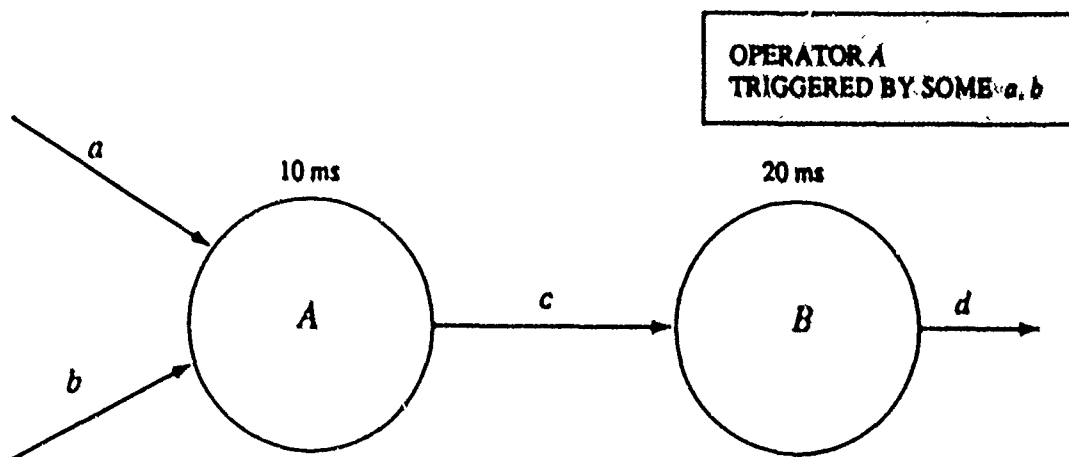 OPERATOR A
TRIGGERED BY SOME a, b
a
10 ms
20 ms
A
c
B
d
b